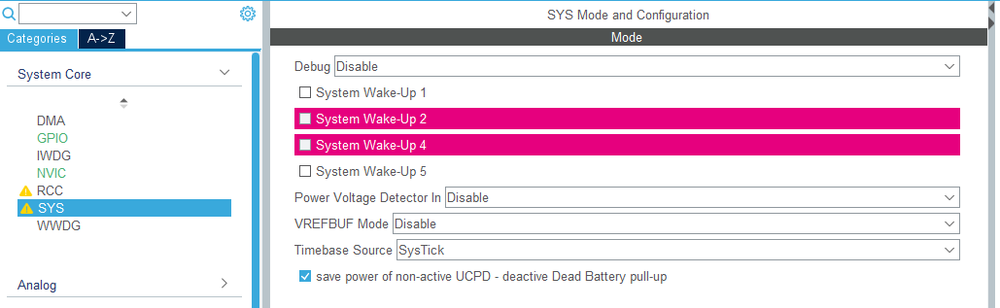 Categories A->Z
System Core
DMA
GPIO
IWDG
NVIC
RCC
SYS
WWDG
Analog
SYS Mode and Configuration
Mode
Debug Disable
System Wake-Up 1
System Wake-Up 2
System Wake-Up 4
System Wake-Up 5
Power Voltage Detector In Disable
VREFBUF Mode Disable
Timebase Source SysTick
save power of non-active UCPD - deactive Dead Battery pull-up